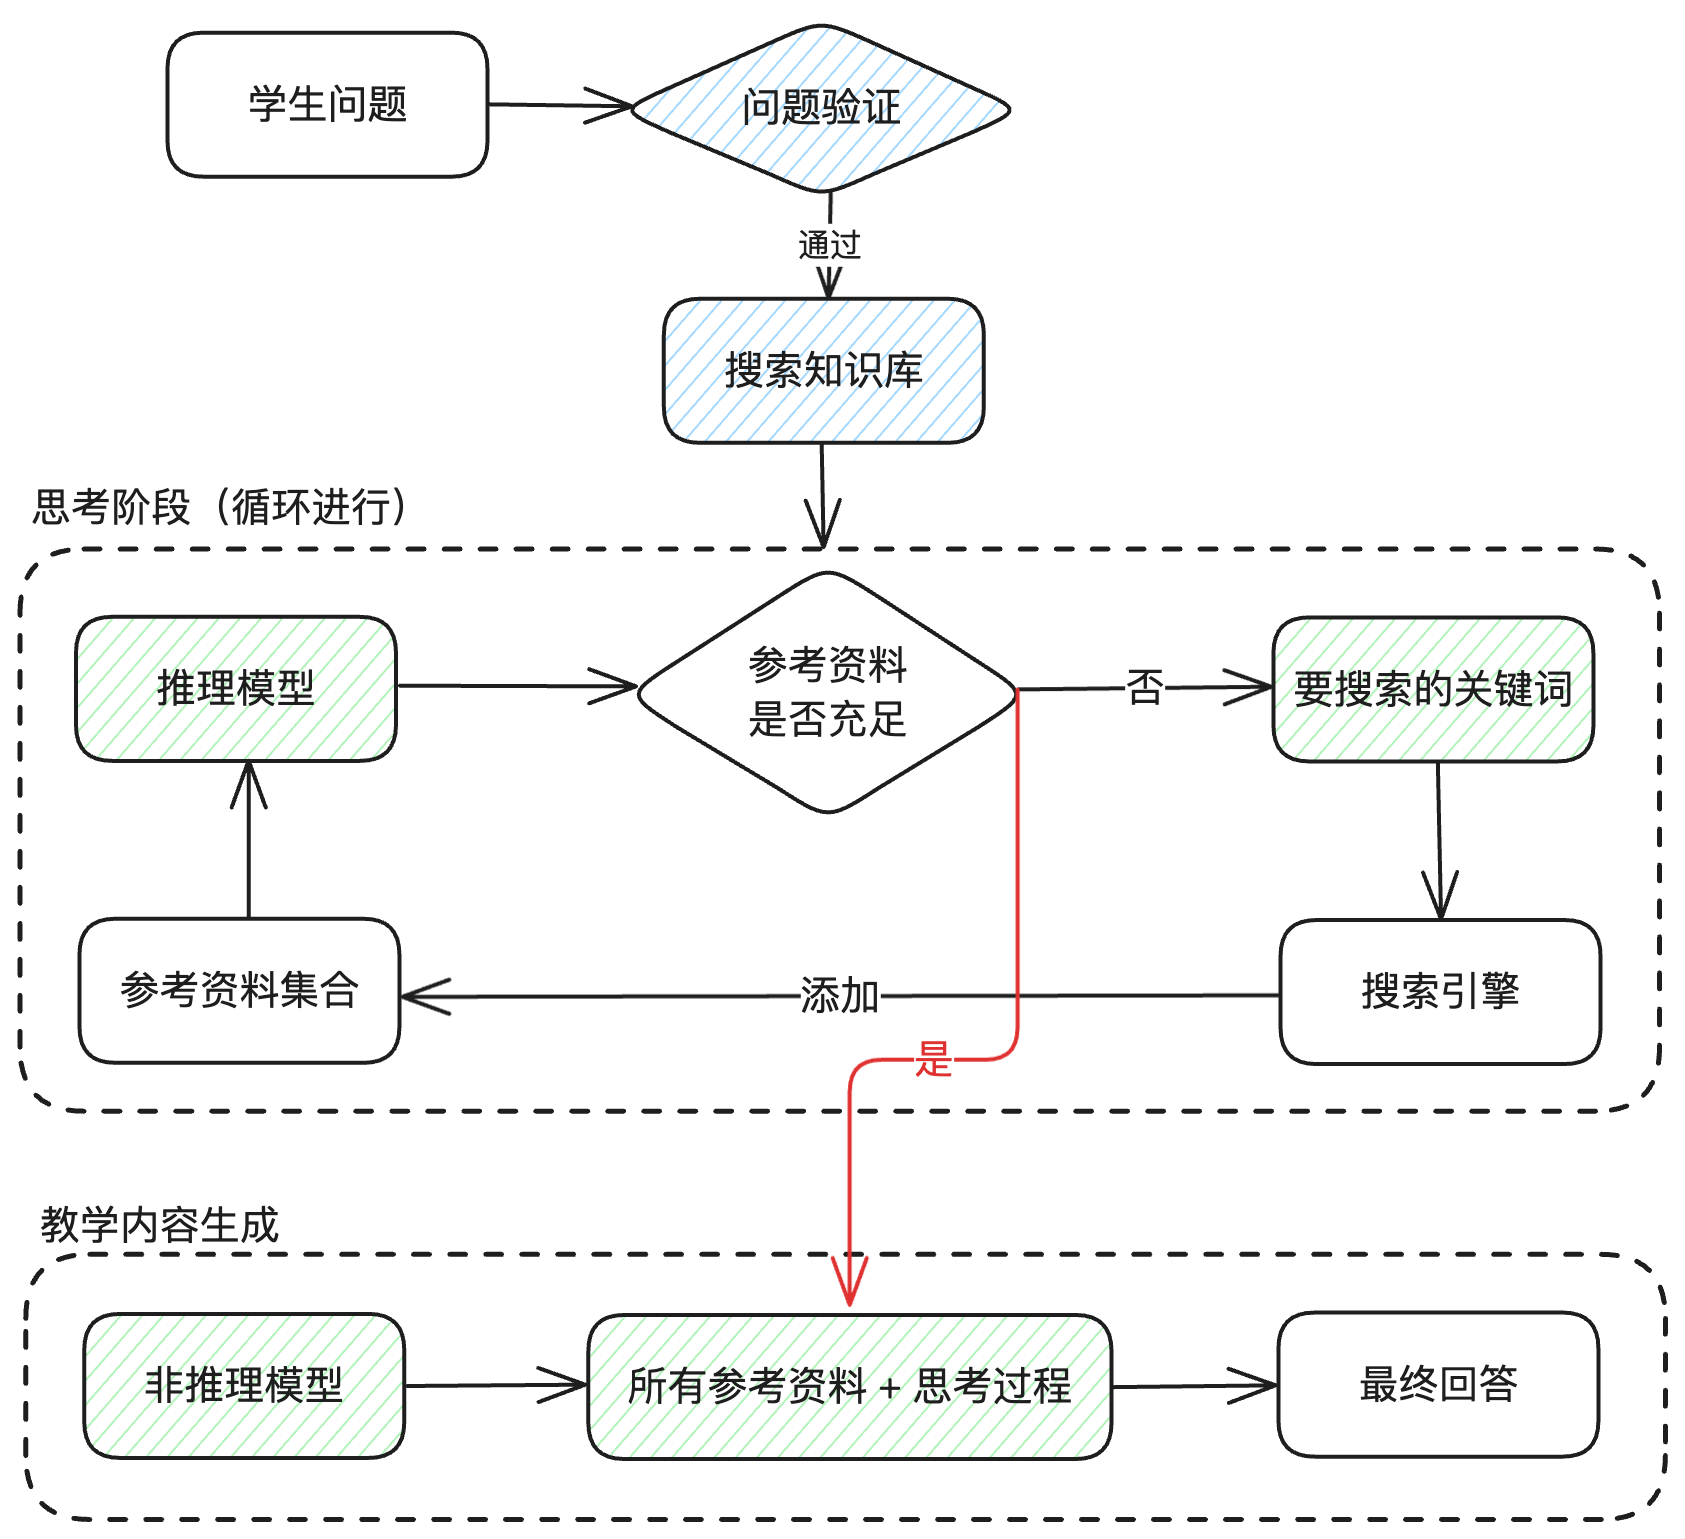 学生问题
问题验证
通过
搜索知识库
思考阶段（循环进行）
推理模型
参考资料
是否充足
否
要搜索的关键词
参考资料集合
添加
搜索引擎
是
教学内容生成
非推理模型
所有参考资料 + 思考过程
最终回答